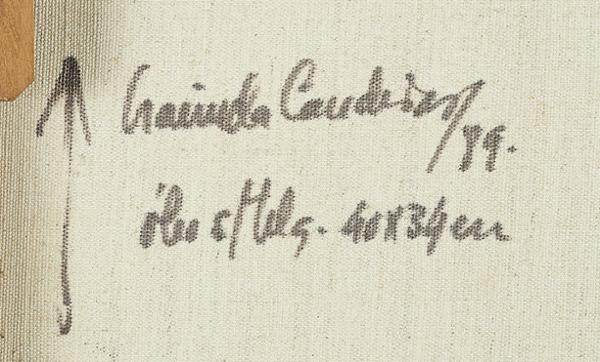 Gracinda Candeias/89.
óleo s/tela. 40x34cm